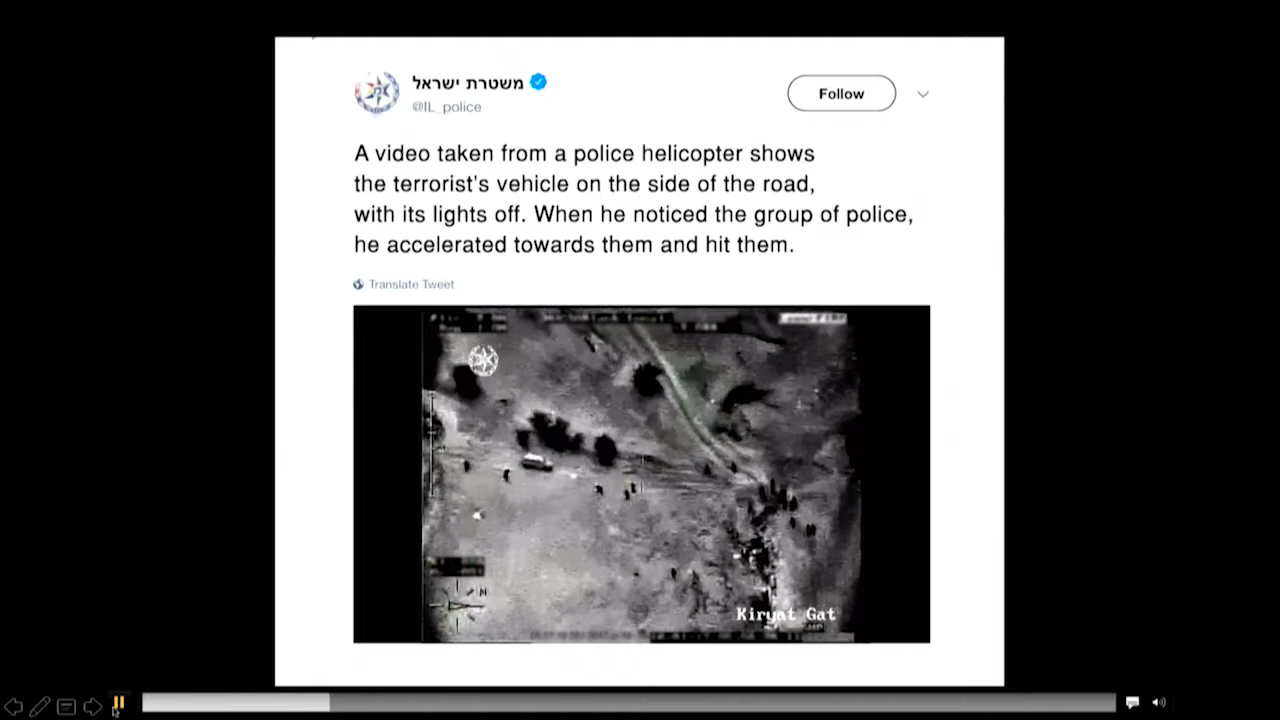 משטרת ישראל
@IL_police
Follow
A video taken from a police helicopter shows
the terrorist's vehicle on the side of the road,
with its lights off. When he noticed the group of police,
he accelerated towards them and hit them.
Translate Tweet
N
Kiryat Gat